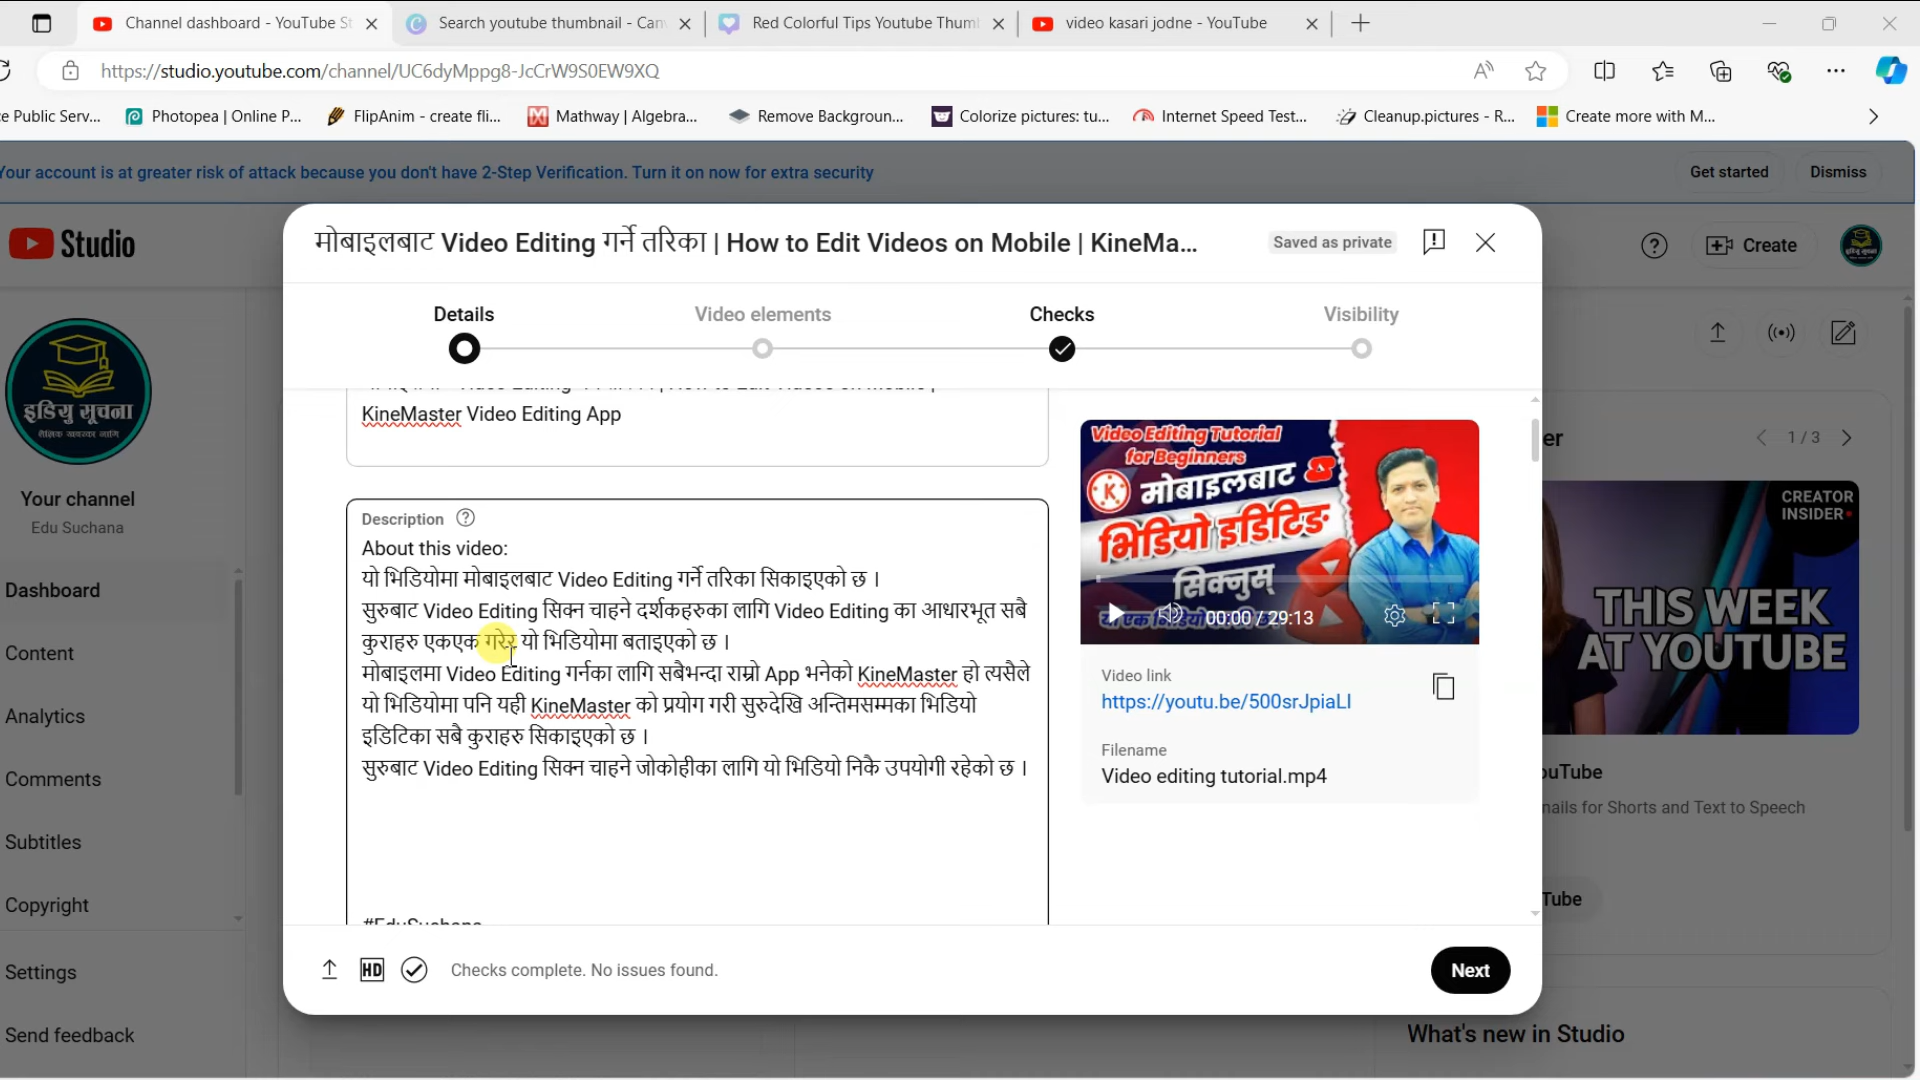 Channel dashboard - YouTube St
Search youtube thumbnail - Can
Red Colorful Tips Youtube Thum
video kasari jodne - YouTube
https://studio.youtube.com/channel/UC6dyMppg8-JcCrW9S0EW9XQ
e Public Serv...
Photopea | Online P...
FlipAnim - create fli...
Mathway | Algebra...
Remove Backgroun...
Colorize pictures: tu...
Internet Speed Test...
Cleanup.pictures - R...
Create more with M...
Your account is at greater risk of attack because you don't have 2-Step Verification. Turn it on now for extra security
Get started
Dismiss
Studio
Create
मोबाइलबाट Video Editing गर्ने तरिका | How to Edit Videos on Mobile | KineMa...
Saved as private
Details
Video elements
Checks
Visibility
KineMaster Video Editing App
Description
About this video:
यो भिडियोमा मोबाइलबाट Video Editing गर्ने तरिका सिकाइएको छ ।
सुरुबाट Video Editing सिक्न चाहने दर्शकहरुका लागि Video Editing का आधारभूत सबै
कुराहरु एकएक गरेर यो भिडियोमा बताइएको छ ।
मोबाइलमा Video Editing गर्नका लागि सबैभन्दा राम्रो App भनेको KineMaster हो त्यसैले
यो भिडियोमा पनि यही KineMaster को प्रयोग गरी सुरुदेखि अन्तिमसम्मका भिडियो
इडिटिका सबै कुराहरु सिकाइएको छ ।
सुरुबाट Video Editing सिक्न चाहने जोकोहीका लागि यो भिडियो निकै उपयोगी रहेको छ ।
#EduSuchana
Video Editing Tutorial
for Beginners
K
मोबाइलबाट
भिडियो इडिटिङ
सिक्नुस्
00:00 / 29:13
Video link
https://youtu.be/500srJpiaLI
Filename
Video editing tutorial.mp4
Checks complete. No issues found.
HD
Next
इडियु सूचना
Your channel
Edu Suchana
Dashboard
Content
Analytics
Comments
Subtitles
Copyright
Settings
Send feedback
er
1 / 3
CREATOR
INSIDER
THIS WEEK
AT YOUTUBE
ouTube
nails for Shorts and Text to Speech
Tube
What's new in Studio